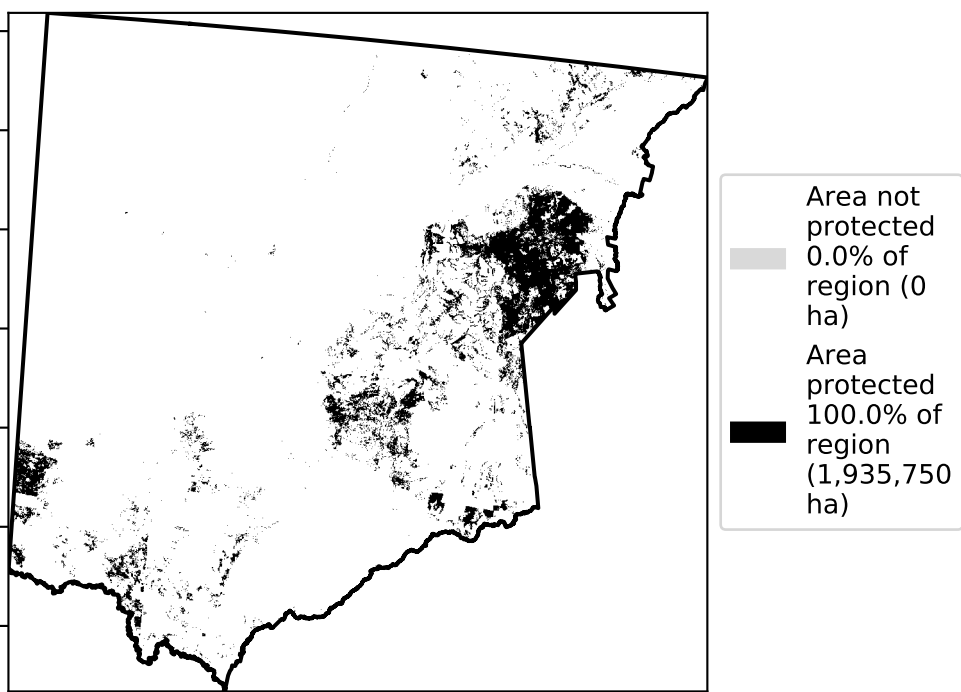 Area not
protected
0.0% of
region (0
ha)
Area
protected
100.0% of
region
(1,935,750
ha)